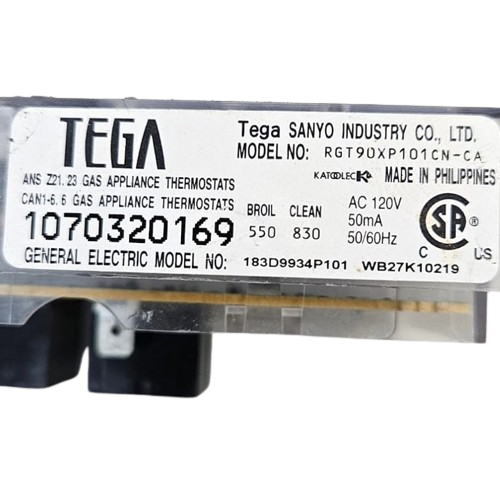 TEGA
Tega SANYO INDUSTRY CO., LTD.
MODEL NO: RGT90XP101CN-CA
KATOOLEC MADE IN PHILIPPINES
ANS Z21.23 GAS APPLIANCE THERMOSTATS
CAN1-6.6 GAS APPLIANCE THERMOSTATS
1070320169
BROIL CLEAN
550 830
AC 120V
50mA
50/60Hz
SA
C US
GENERAL ELECTRIC MODEL NO: 183D9934P101 WB27K10219